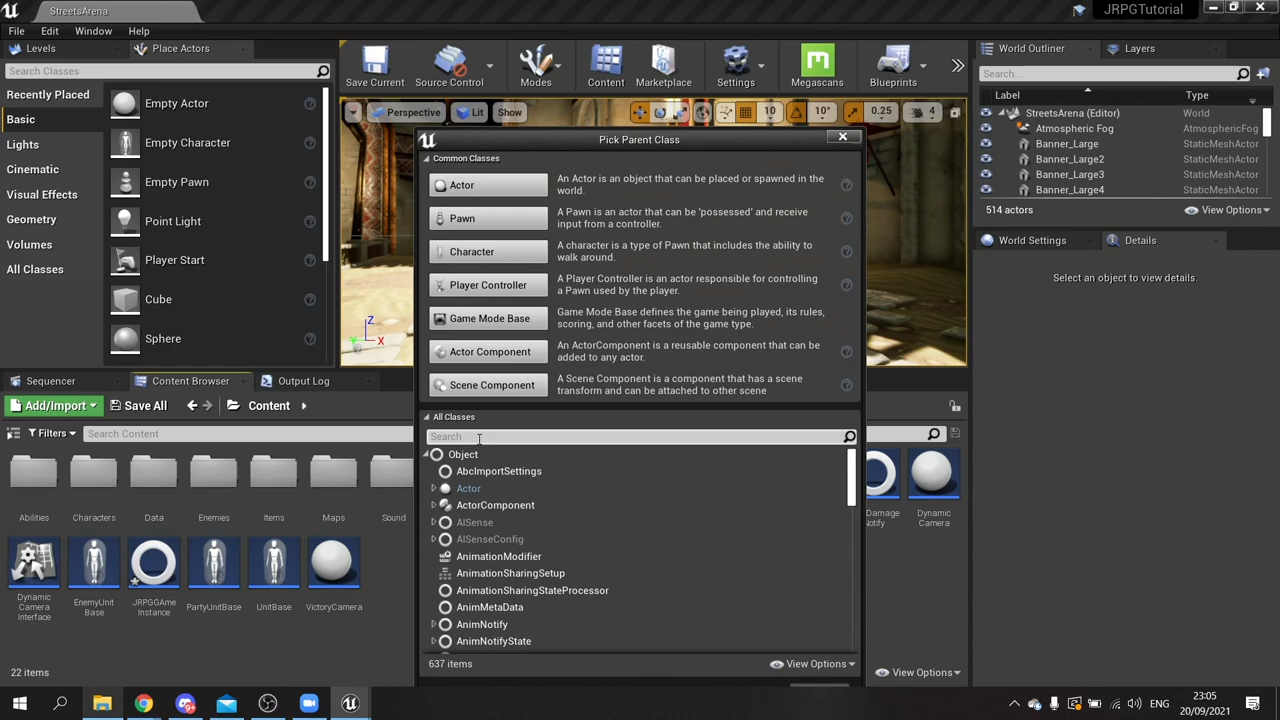 StreetsArena
JRPGTutorial
File Edit Window Help
Levels Place Actors
Search Classes
Recently Placed
Basic
Lights
Cinematic
Visual Effects
Geometry
Volumes
All Classes
Empty Actor
Empty Character
Empty Pawn
Point Light
Player Start
Cube
Sphere
Save Current Source Control Modes Content Marketplace Settings Megascans Blueprints
Perspective Lit Show 10 10° 0.25 4
Z
Y X
World Outliner Layers
Search...
Label Type
StreetsArena (Editor) World
Atmospheric Fog AtmosphericFog
Banner_Large StaticMeshActor
Banner_Large2 StaticMeshActor
Banner_Large3 StaticMeshActor
Banner_Large4 StaticMeshActor
514 actors View Options
World Settings Details
Select an object to view details.
Pick Parent Class
Common Classes
Actor An Actor is an object that can be placed or spawned in the
world.
Pawn A Pawn is an actor that can be 'possessed' and receive
input from a controller.
Character A character is a type of Pawn that includes the ability to
walk around.
Player Controller A Player Controller is an actor responsible for controlling
a Pawn used by the player.
Game Mode Base Game Mode Base defines the game being played, its rules,
scoring, and other facets of the game type.
Actor Component An ActorComponent is a reusable component that can be
added to any actor.
Scene Component A Scene Component is a component that has a scene
transform and can be attached to other scene
All Classes
Search
Object
AbcImportSettings
Actor
ActorComponent
AISense
AISenseConfig
AnimationModifier
AnimationSharingSetup
AnimationSharingStateProcessor
AnimMetaData
AnimNotify
AnimNotifyState
637 items View Options
Sequencer Content Browser Output Log
Add/Import Save All Content
Filters Search Content
Abilities Characters Data Enemies Items Maps Sound
Damage
Notify
Dynamic
Camera
Dynamic
Camera
Interface
EnemyUnit
Base
JRPGGAme
Instance
PartyUnitBase
UnitBase
VictoryCamera
22 items View Options
ENG
23:05
20/09/2021